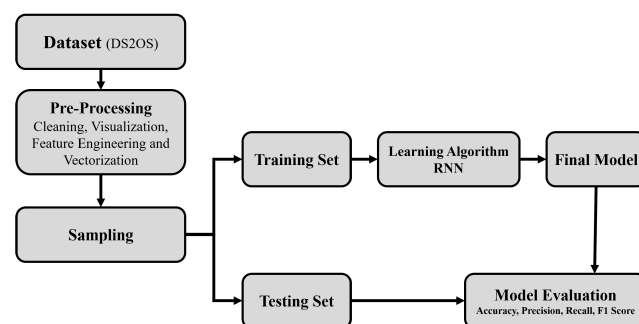 Dataset (DS2OS)
Pre-Processing
Cleaning, Visualization,
Feature Engineering and
Vectorization
Sampling
Training Set
Learning Algorithm
RNN
Final Model
Testing Set
Model Evaluation
Accuracy, Precision, Recall, F1 Score